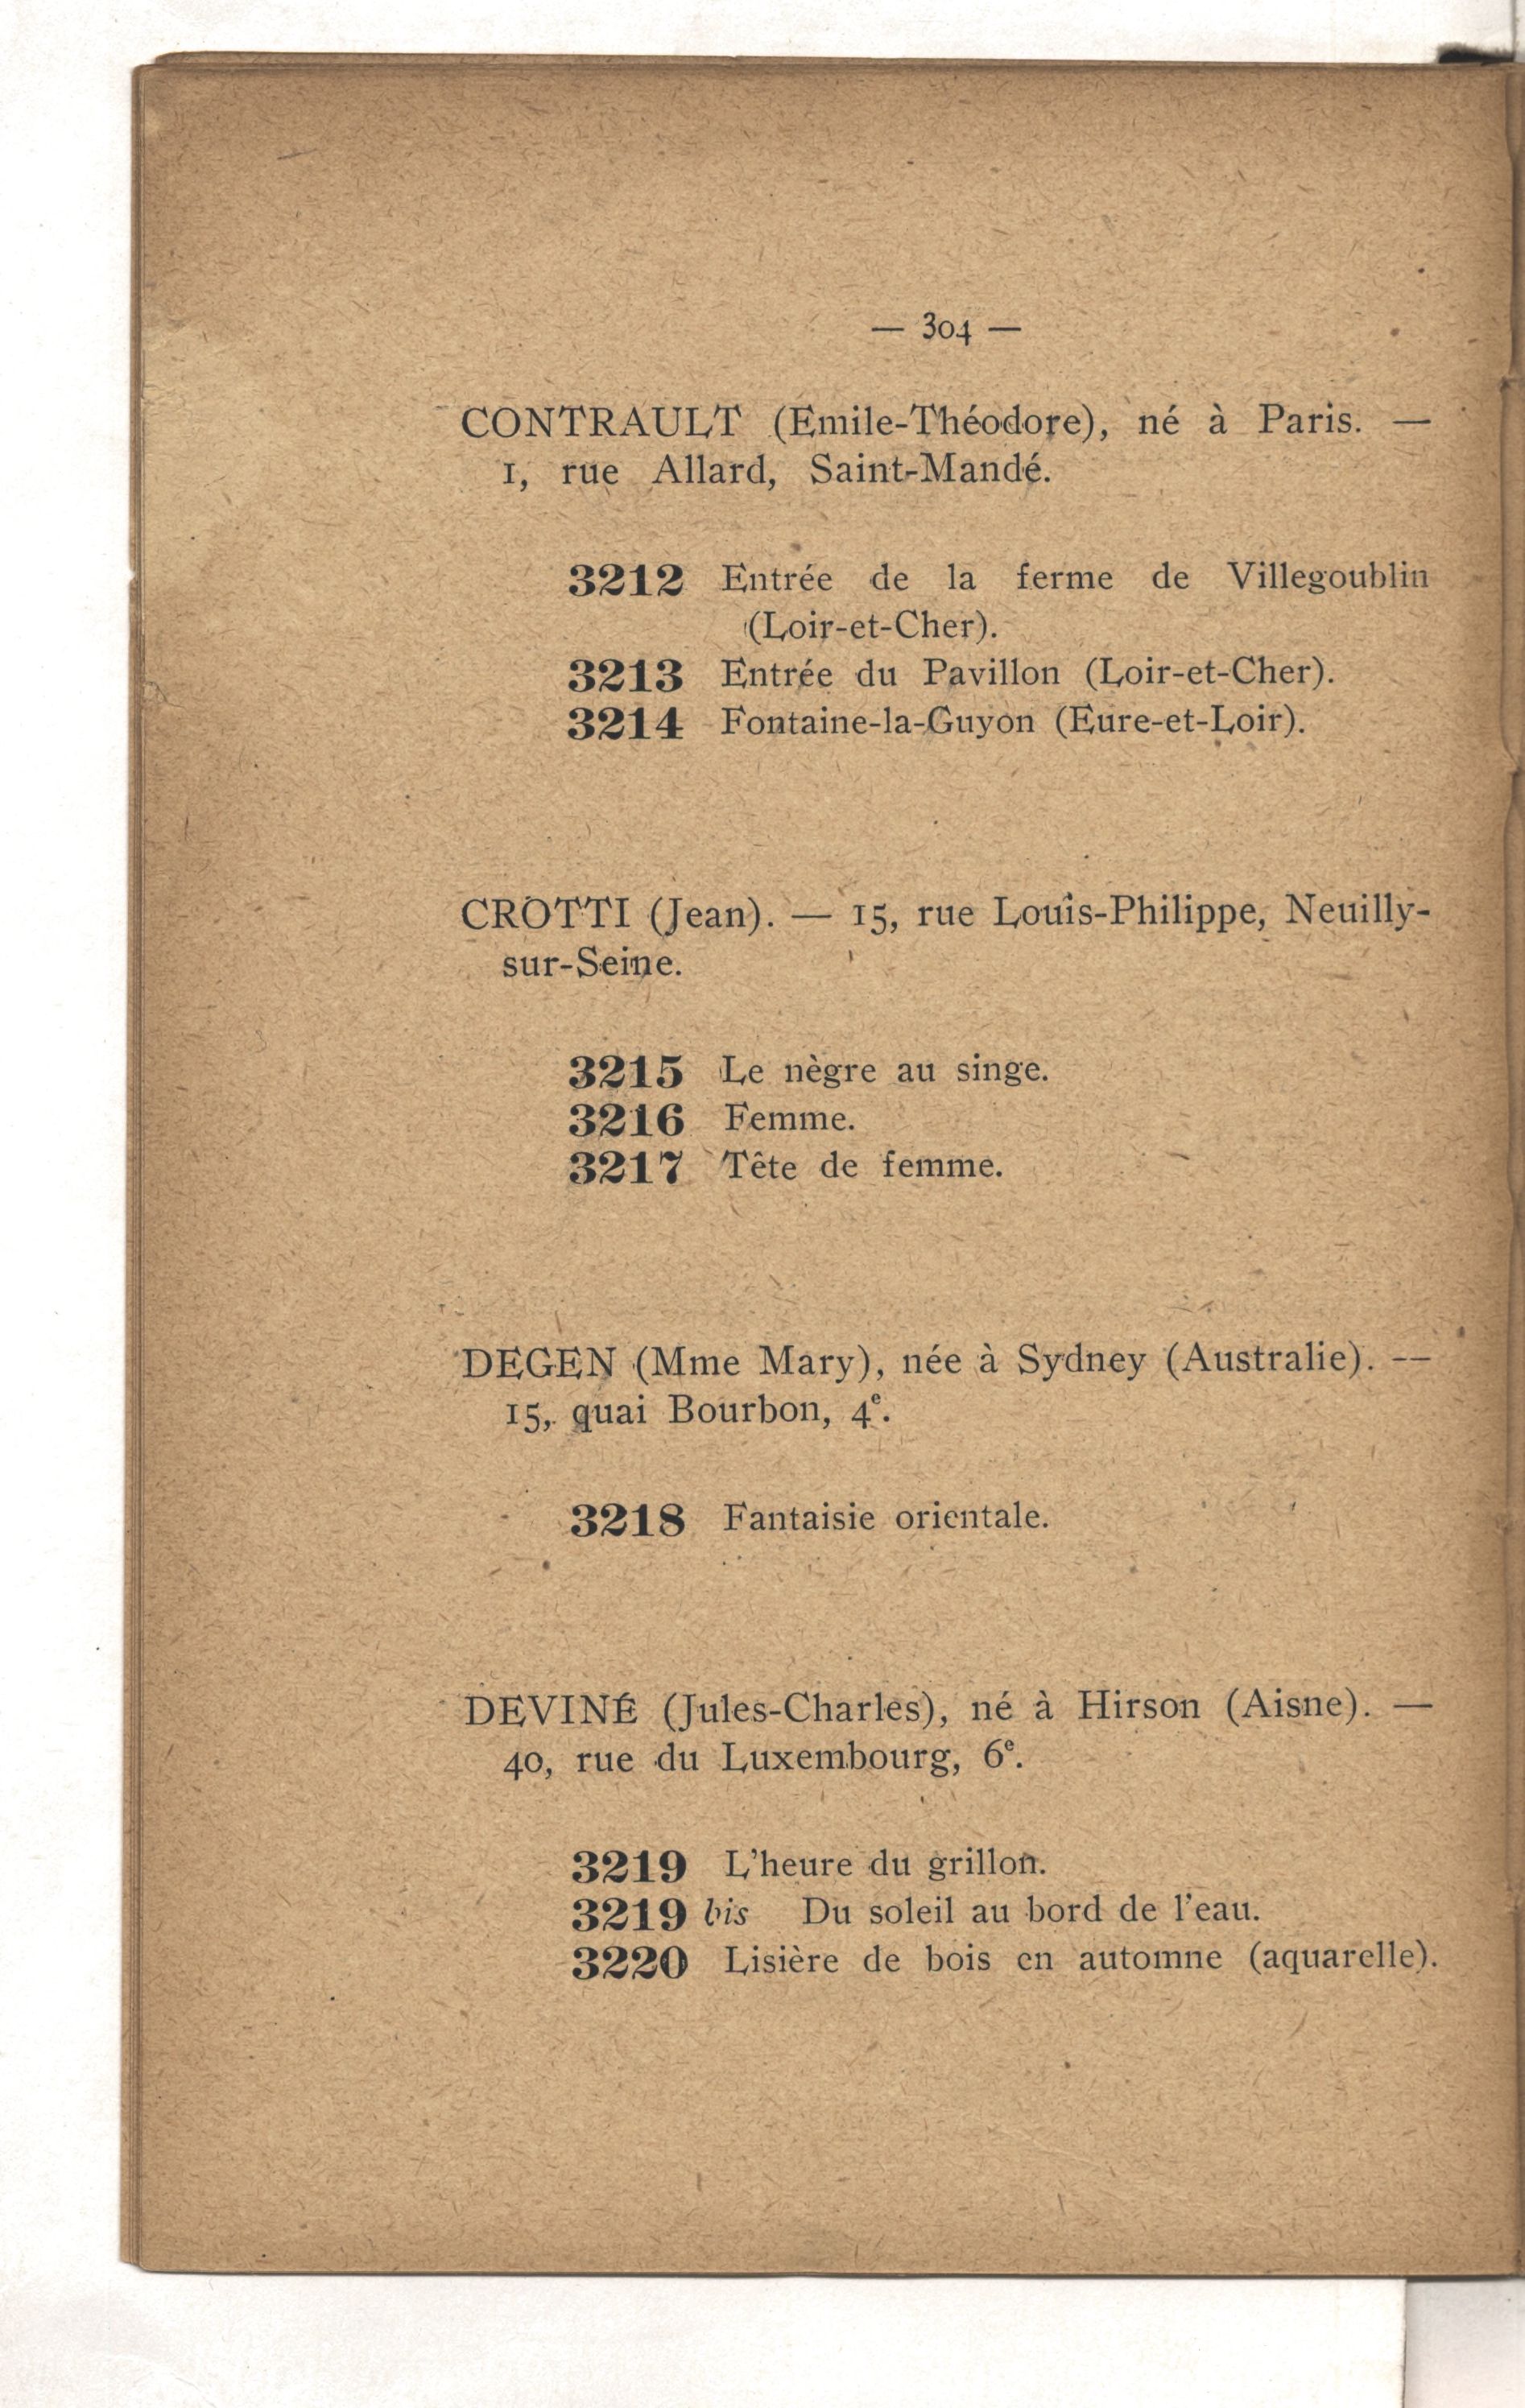 — 304 —
CONTRAULT (Emile-Théodore), né à Paris. —
1, rue Allard, Saint-Mandé.
3212 Entrée de la ferme de Villegoublin
(Loir-et-Cher).
3213 Entrée du Pavillon (Loir-et-Cher).
3214 Fontaine-la-Guyon (Eure-et-Loir).
CROTTI (Jean). — 15, rue Louis-Philippe, Neuilly-
sur-Seine.
3215 Le nègre au singe.
3216 Femme.
3217 Tête de femme.
DEGEN (Mme Mary), née à Sydney (Australie). —
15, quai Bourbon, 4e.
3218 Fantaisie orientale.
DEVINÉ (Jules-Charles), né à Hirson (Aisne). —
40, rue du Luxembourg, 6e.
3219 L'heure du grillon.
3219 bis Du soleil au bord de l'eau.
3220 Lisière de bois en automne (aquarelle).